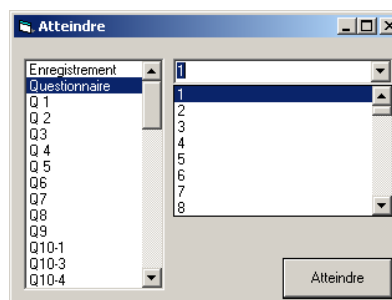 Atteindre
Enregistrement
Questionnaire
Q 1
Q 2
Q3
Q 4
Q 5
Q6
Q7
Q8
Q9
Q10-1
Q10-3
Q10-4
1
1
2
3
4
5
6
7
8
Atteindre